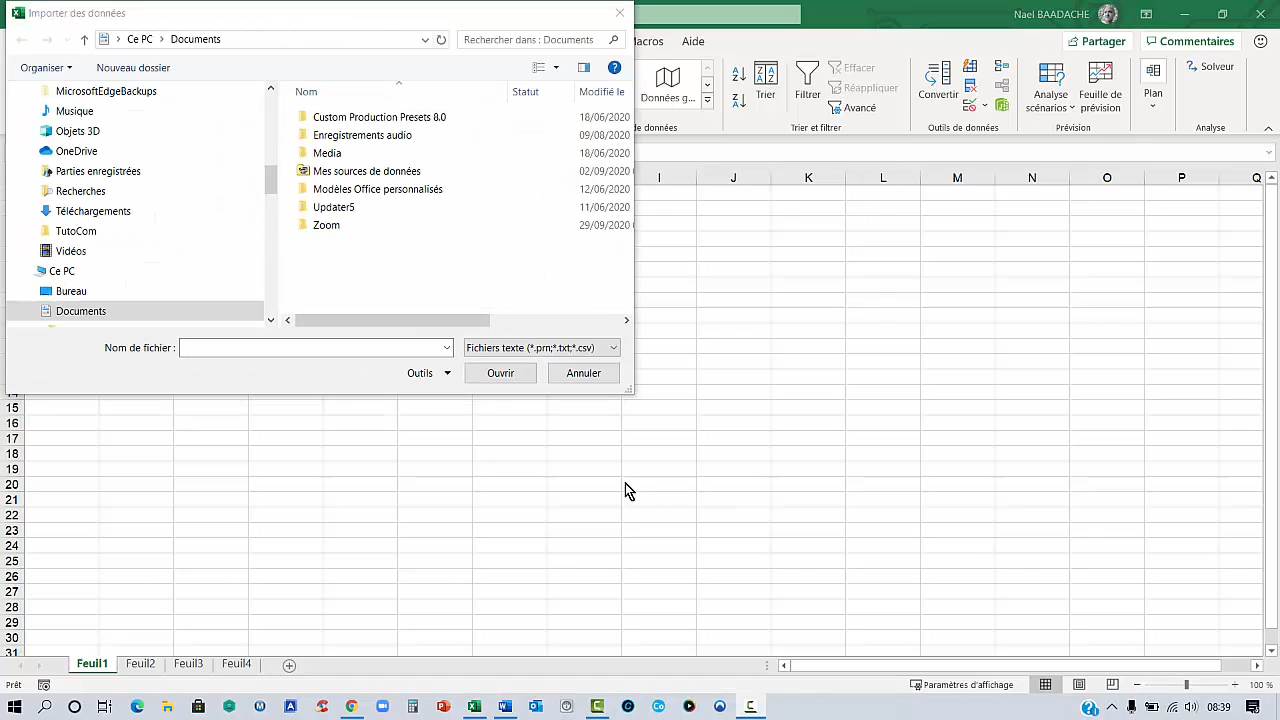 Importer des données
Nael BAADACHE
Ce PC
Documents
Rechercher dans : Documents
Macros
Aide
Partager
Commentaires
Organiser
Nouveau dossier
Effacer
Solveur
Données g...
Trier
Filtrer
Réappliquer
Avancé
Convertir
Analyse
scénarios
Feuille de
prévision
Plan
de données
Trier et filtrer
Outils de données
Prévision
Analyse
MicrosoftEdgeBackups
Musique
Objets 3D
OneDrive
Parties enregistrées
Recherches
Téléchargements
TutoCom
Vidéos
Ce PC
Bureau
Documents
Nom Statut Modifié le
Custom Production Presets 8.0 18/06/2020
Enregistrements audio 09/08/2020
Media 18/06/2020
Mes sources de données 02/09/2020
Modèles Office personnalisés 12/06/2020
Updater5 11/06/2020
Zoom 29/09/2020
I J K L M N O P Q
Nom de fichier :
Fichiers texte (*.prn;*.txt;*.csv)
Outils
Ouvrir
Annuler
14
15
16
17
18
19
20
21
22
23
24
25
26
27
28
29
30
31
Feuil1 Feuil2 Feuil3 Feuil4
Prêt
Paramètres d'affichage
100 %
08:39